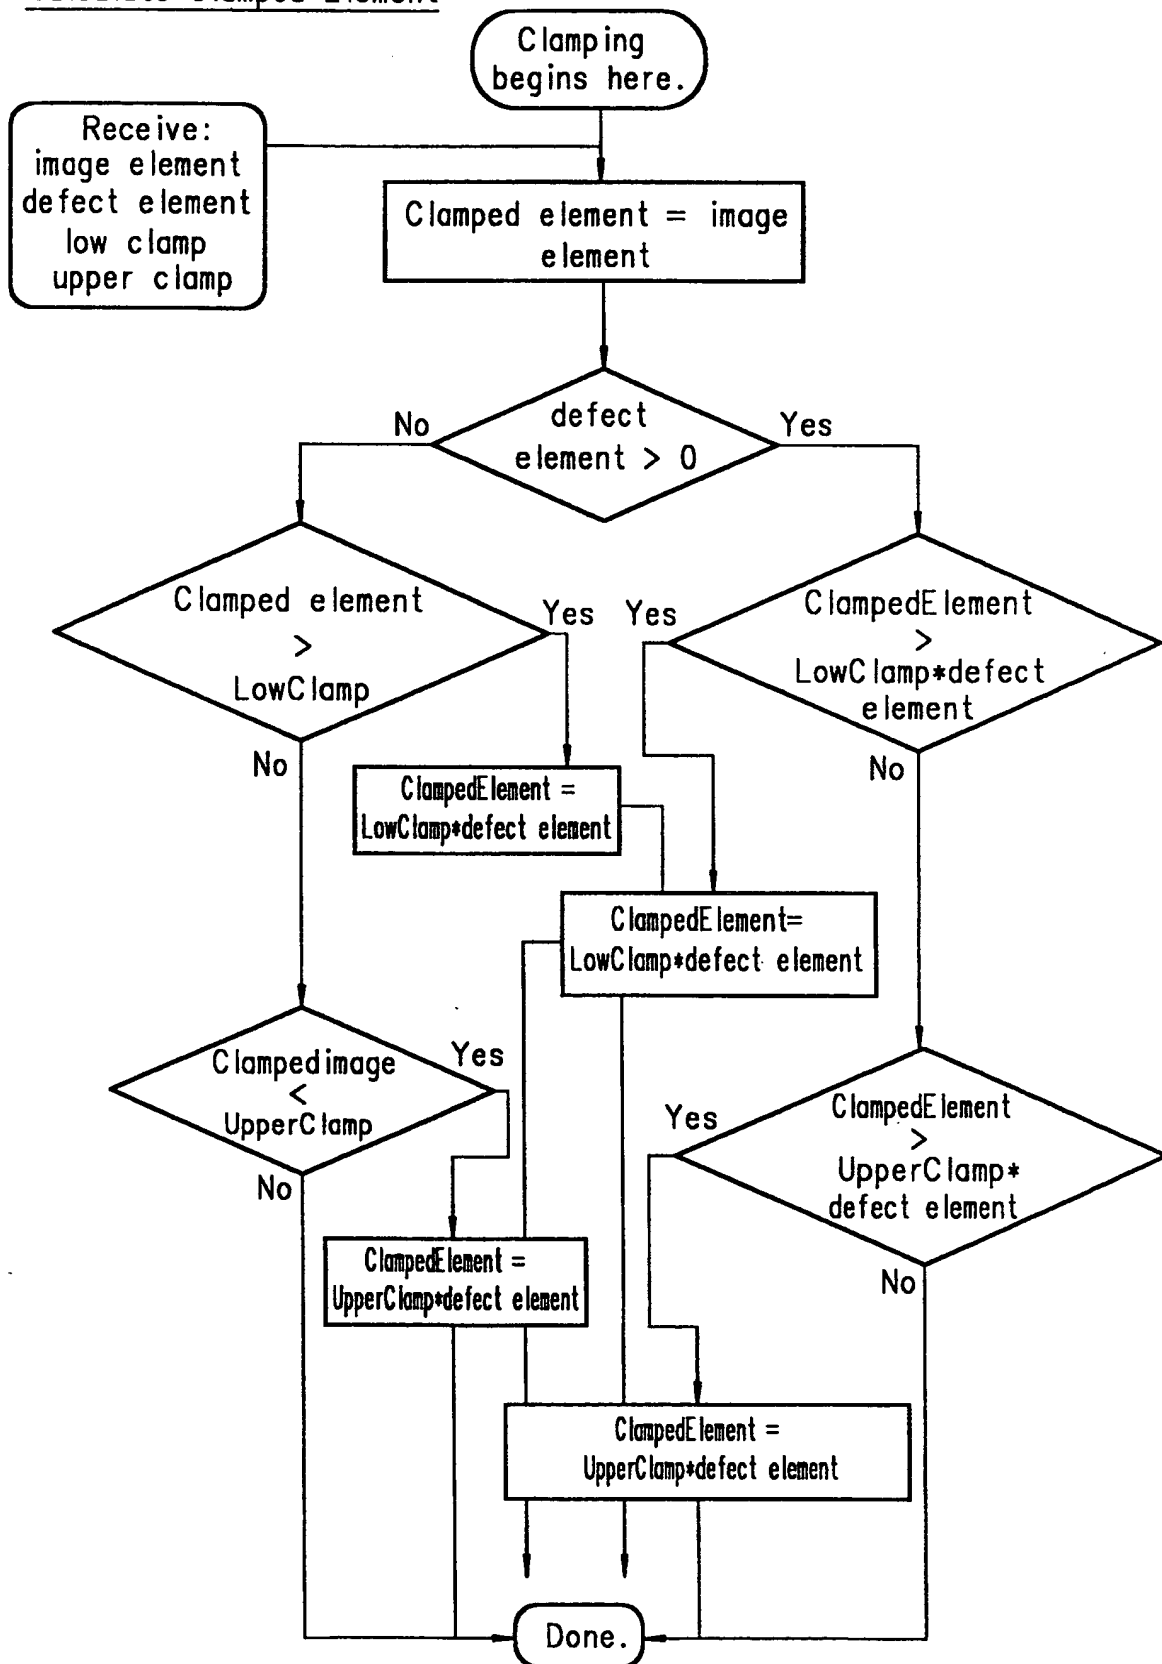 Clamped Element
Clamping
begins here.
Receive:
image element
defect element
low clamp
upper clamp
Clamped element = image
element
defect
element > 0
No
Yes
Clamped element
>
LowClamp
Yes
No
ClampedElement
>
LowClamp*defect
element
Yes
No
ClampedElement =
LowClamp*defect element
ClampedElement=
LowClamp*defect element
Clampedimage
<
UpperClamp
Yes
No
ClampedElement
>
UpperClamp*
defect element
Yes
No
ClampedElement =
UpperClamp*defect element
ClampedElement =
UpperClamp*defect element
Done.